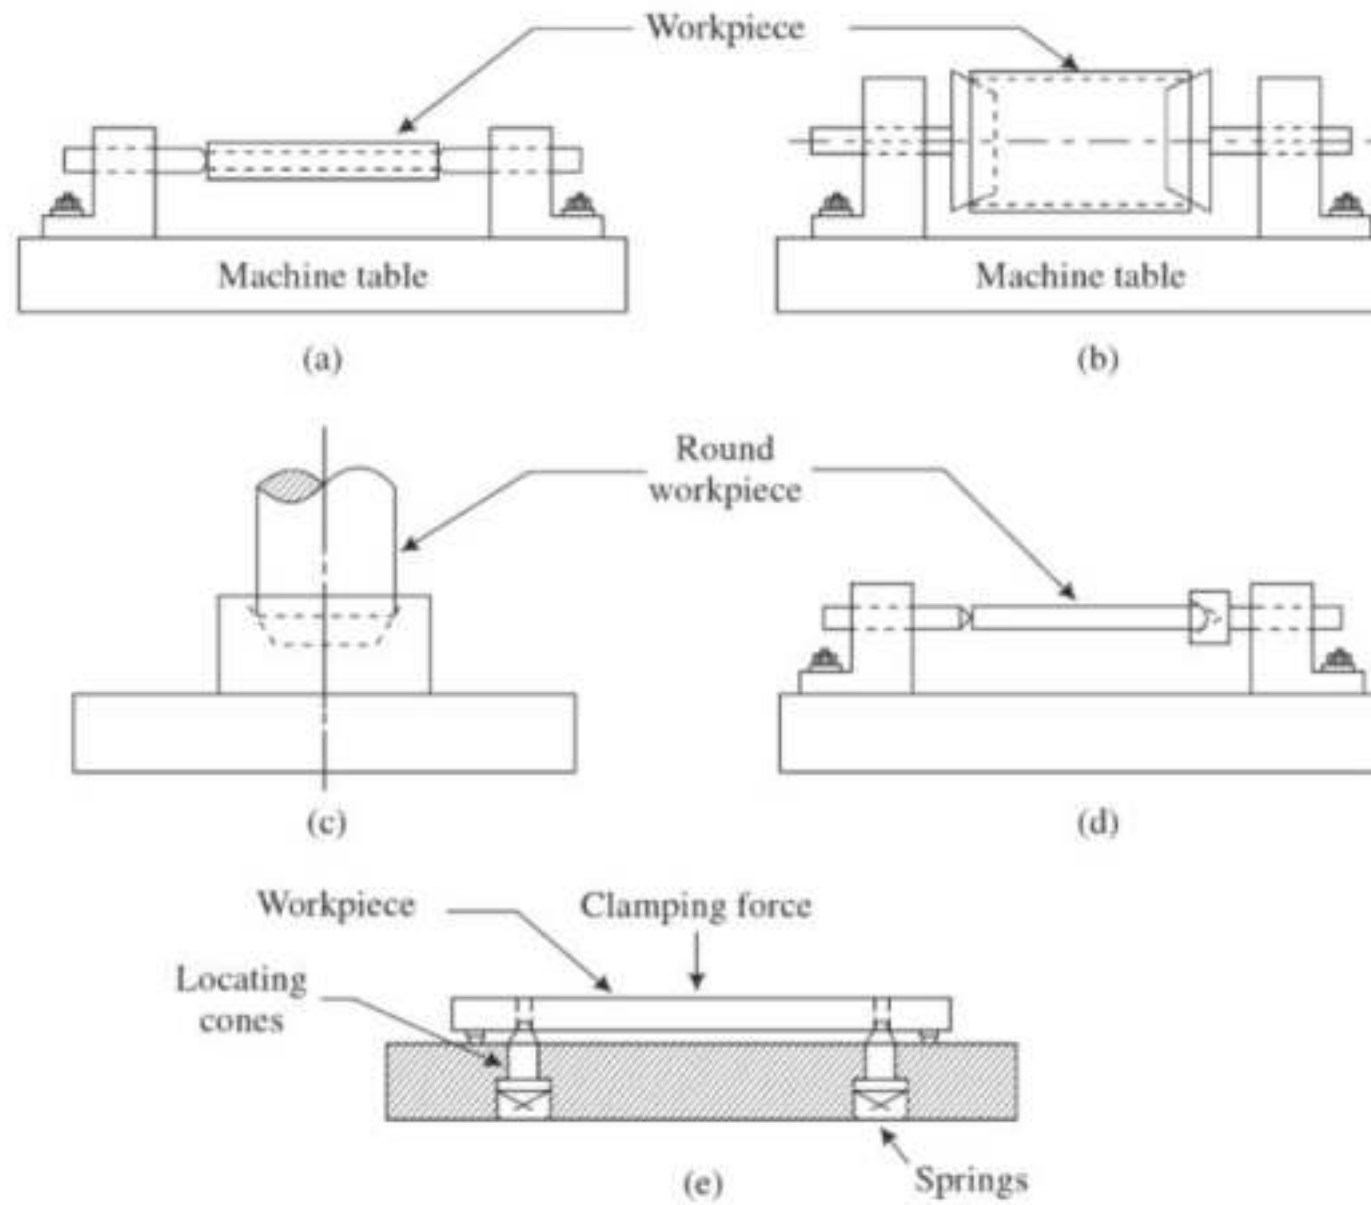 Workpiece
Machine table
Machine table
(a)
(b)
Round
workpiece
(c)
(d)
Workpiece
Clamping force
Locating
cones
Springs
(e)